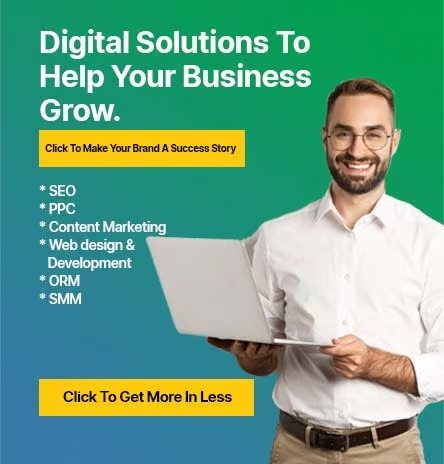 Digital Solutions To
Help Your Business
Grow.
Click To Make Your Brand A Success Story
* SEO
* PPC
* Content Marketing
* Web design &
Development
* ORM
* SMM
Click To Get More In Less